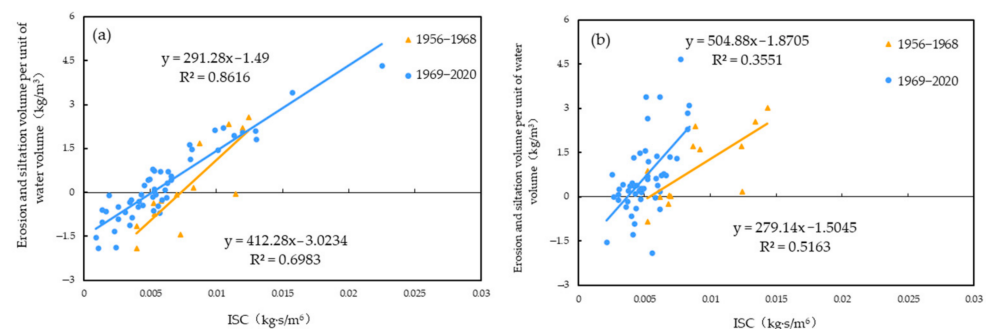 Erosion and siltation volume per unit of
water volume（kg/m³）
6
4.5
3
1.5
0
−1.5
−3
(a)
y = 291.28x−1.49
R² = 0.8616
1956−1968
1969−2020
y = 412.28x−3.0234
R² = 0.6983
0
0.005
0.01
0.015
0.02
0.025
0.03
ISC（kg·s/m⁶）
Erosion and siltation volume per unit of water
volume（kg/m³）
6
4.5
3
1.5
0
−1.5
−3
(b)
y = 504.88x−1.8705
R² = 0.3551
1956−1968
1969−2020
y = 279.14x−1.5045
R² = 0.5163
0
0.005
0.01
0.015
0.02
0.025
0.03
ISC（kg·s/m⁶）